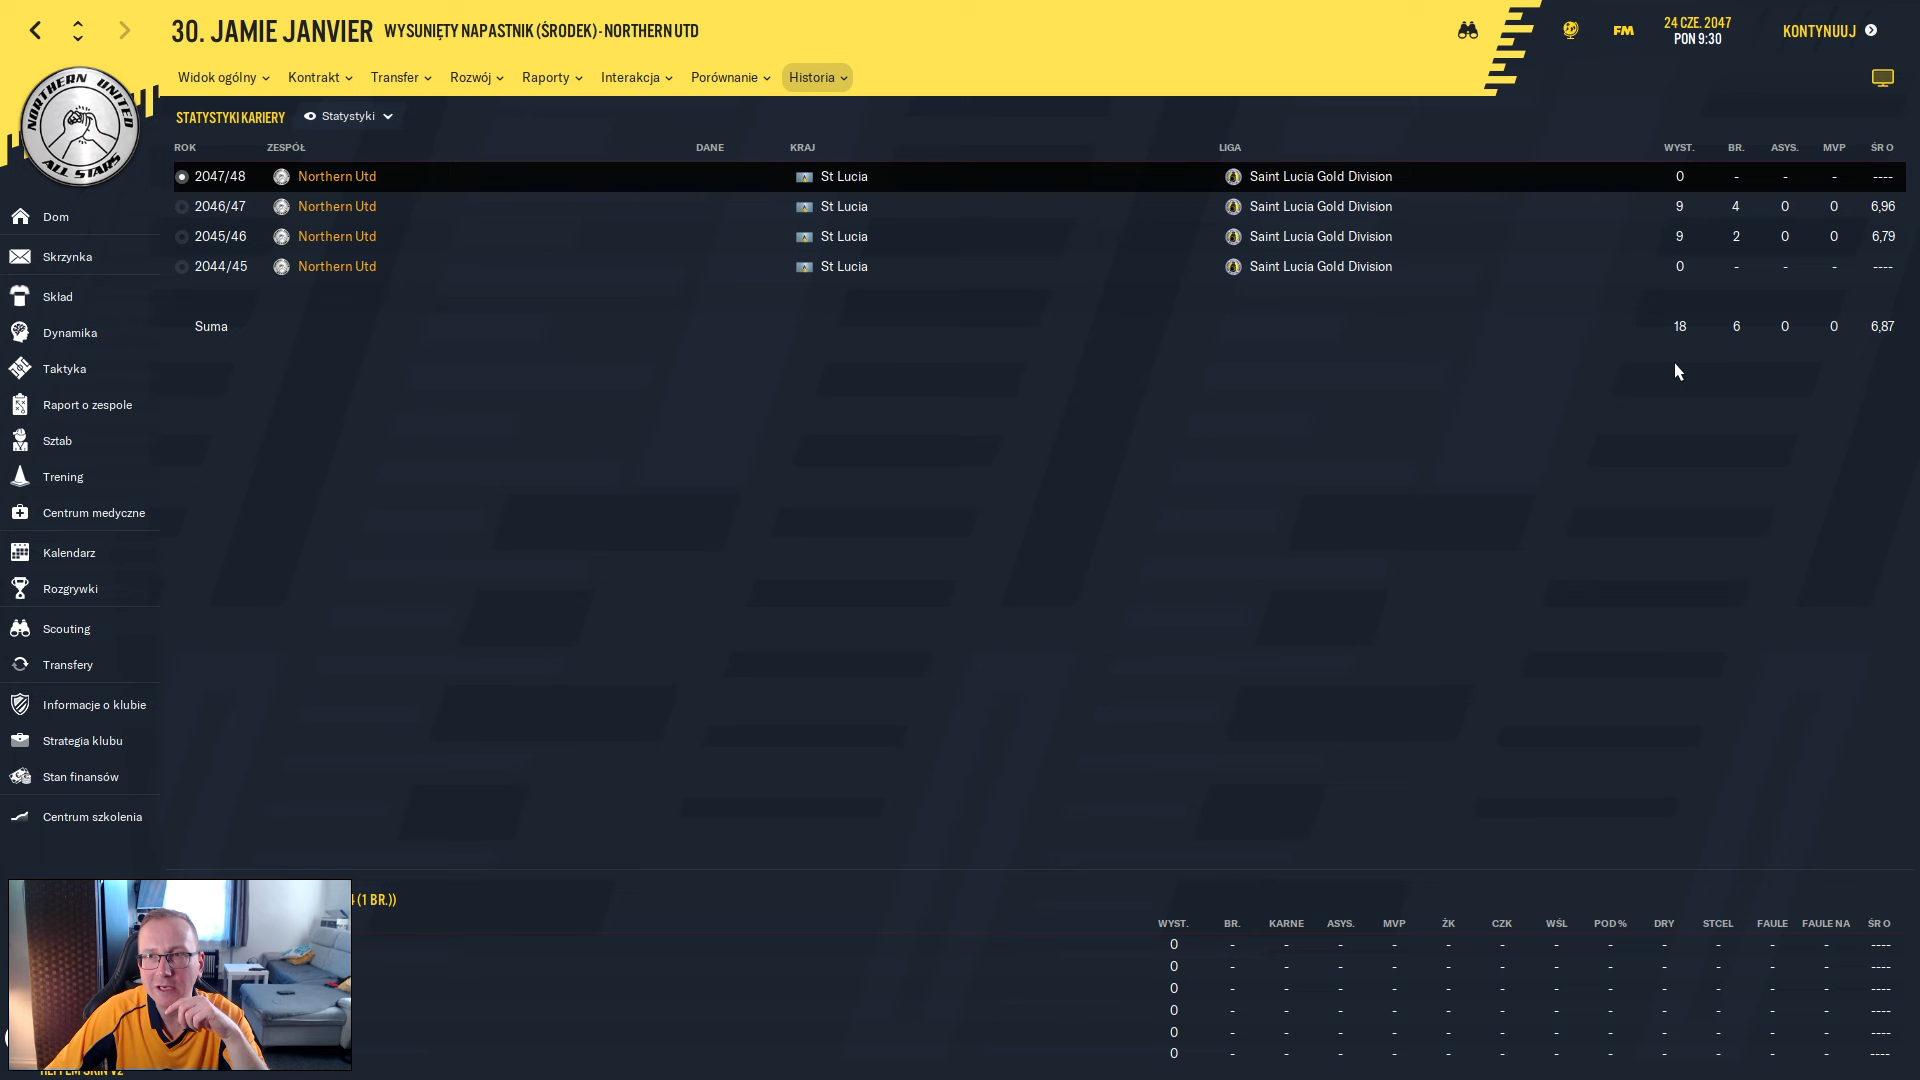 30. JAMIE JANVIER WYSUNIĘTY NAPASTNIK (ŚRODEK) - NORTHERN UTD
24 CZE. 2047
PON 9:30
KONTYNUUJ
FM
NORTHERN UNITED
ALL STARS
Widok ogólny Kontrakt Transfer Rozwój Raporty Interakcja Porównanie Historia
STATYSTYKI KARIERY Statystyki
ROK ZESPÓŁ DANE KRAJ LIGA WYST. BR. ASYS. MVP ŚR O
2047/48 Northern Utd St Lucia Saint Lucia Gold Division 0 - - - ----
2046/47 Northern Utd St Lucia Saint Lucia Gold Division 9 4 0 0 6,96
2045/46 Northern Utd St Lucia Saint Lucia Gold Division 9 2 0 0 6,79
2044/45 Northern Utd St Lucia Saint Lucia Gold Division 0 - - - ----
Suma 18 6 0 0 6,87
Dom
Skrzynka
Skład
Dynamika
Taktyka
Raport o zespole
Sztab
Trening
Centrum medyczne
Kalendarz
Rozgrywki
Scouting
Transfery
Informacje o klubie
Strategia klubu
Stan finansów
Centrum szkolenia
(1 BR.))
WYST. BR. KARNE ASYS. MVP ŻK CZK WŚL POD % DRY STCEL FAULE FAULE NA ŚR O
0 - - - - - - - - - - - - ----
0 - - - - - - - - - - - - ----
0 - - - - - - - - - - - - ----
0 - - - - - - - - - - - - ----
0 - - - - - - - - - - - - ----
0 - - - - - - - - - - - - ----